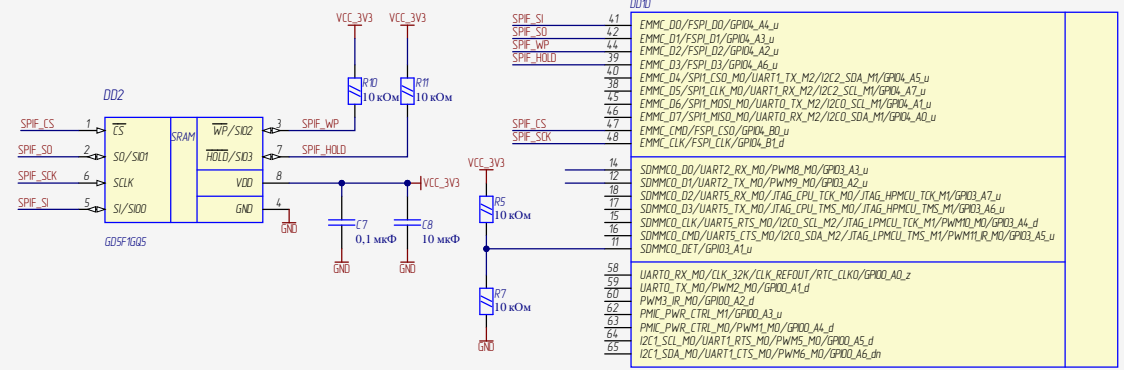 DD1D
VCC_3V3
VCC_3V3
R10
10 кОм
R11
10 кОм
DD2
SPIF_CS
1
CS
SRAM
WP/SIO2
3
SPIF_WP
SPIF_SO
2
SO/SIO1
HOLD/SIO3
7
SPIF_HOLD
SPIF_SCK
6
SCLK
VDD
8
VCC_3V3
SPIF_SI
5
SI/SIO0
GND
4
GND
GD5F1GQ5
C7
0,1 мкФ
GND
C8
10 мкФ
GND
VCC_3V3
R5
10 кОм
R7
10 кОм
GND
SPIF_SI 41 EMMC_D0/FSPI_D0/GPIO4_A4_u
SPIF_SO 42 EMMC_D1/FSPI_D1/GPIO4_A3_u
SPIF_WP 44 EMMC_D2/FSPI_D2/GPIO4_A2_u
SPIF_HOLD 39 EMMC_D3/FSPI_D3/GPIO4_A6_u
40 EMMC_D4/SPI1_CS0_M0/UART1_TX_M2/I2C2_SDA_M1/GPIO4_A5_u
38 EMMC_D5/SPI1_CLK_M0/UART1_RX_M2/I2C2_SCL_M1/GPIO4_A7_u
45 EMMC_D6/SPI1_MOSI_M0/UART0_TX_M2/I2C0_SCL_M1/GPIO4_A1_u
46 EMMC_D7/SPI1_MISO_M0/UART0_RX_M2/I2C0_SDA_M1/GPIO4_A0_u
SPIF_CS 47 EMMC_CMD/FSPI_CS0/GPIO4_B0_u
SPIF_SCK 48 EMMC_CLK/FSPI_CLK/GPIO4_B1_d
14 SDMMC0_D0/UART2_RX_M0/PWM8_M0/GPIO3_A3_u
12 SDMMC0_D1/UART2_TX_M0/PWM9_M0/GPIO3_A2_u
18 SDMMC0_D2/UART5_RX_M0/JTAG_CPU_TCK_M0/JTAG_HPMCU_TCK_M1/GPIO3_A7_u
17 SDMMC0_D3/UART5_TX_M0/JTAG_CPU_TMS_M0/JTAG_HPMCU_TMS_M1/GPIO3_A6_u
15 SDMMC0_CLK/UART5_RTS_M0/I2C0_SCL_M2/JTAG_LPMCU_TCK_M1/PWM10_M0/GPIO3_A4_d
16 SDMMC0_CMD/UART5_CTS_M0/I2C0_SDA_M2/JTAG_LPMCU_TMS_M1/PWM11_IR_M0/GPIO3_A5_u
11 SDMMC0_DET/GPIO3_A1_u
58 UART0_RX_M0/CLK_32K/CLK_REFOUT/RTC_CLKO/GPIO0_A0_z
59 UART0_TX_M0/PWM2_M0/GPIO0_A1_d
60 PWM3_IR_M0/GPIO0_A2_d
62 PMIC_PWR_CTRL_M1/GPIO0_A3_u
63 PMIC_PWR_CTRL_M0/PWM1_M0/GPIO0_A4_d
64 I2C1_SCL_M0/UART1_RTS_M0/PWM5_M0/GPIO0_A5_d
65 I2C1_SDA_M0/UART1_CTS_M0/PWM6_M0/GPIO0_A6_dn